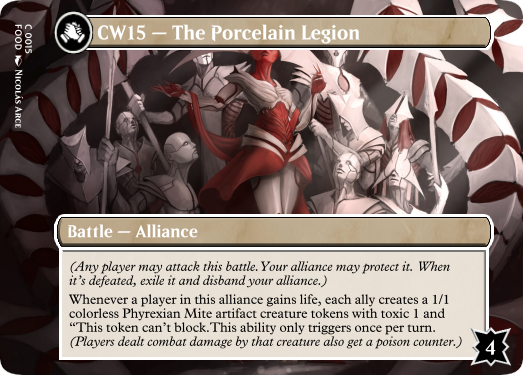 CW15 — The Porcelain Legion
C 0015
FOOD Nicolás Arce
Battle — Alliance
(Any player may attack this battle. Your alliance may protect it. When
it's defeated, exile it and disband your alliance.)
Whenever a player in this alliance gains life, each ally creates a 1/1
colorless Phyrexian Mite artifact creature tokens with toxic 1 and
“This token can't block.This ability only triggers once per turn.
(Players dealt combat damage by that creature also get a poison counter.)
4